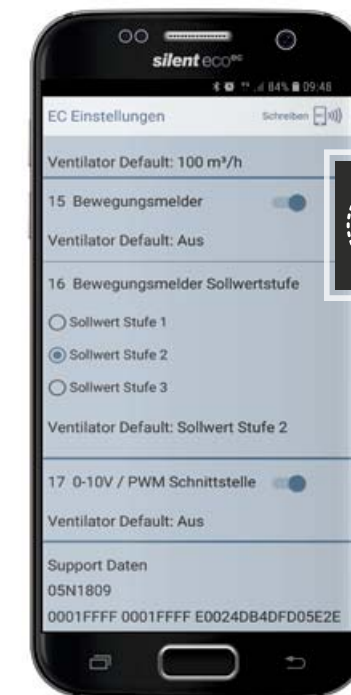 silent eco ec
84% 09:48
EC Einstellungen
Schreiben
Ventilator Default: 100 m³/h
15 Bewegungsmelder
Ventilator Default: Aus
16 Bewegungsmelder Sollwertstufe
Sollwert Stufe 1
Sollwert Stufe 2
Sollwert Stufe 3
Ventilator Default: Sollwert Stufe 2
17 0-10V / PWM Schnittstelle
Ventilator Default: Aus
Support Daten
05N1809
0001FFFF 0001FFFF E0024DB4DFD05E2E